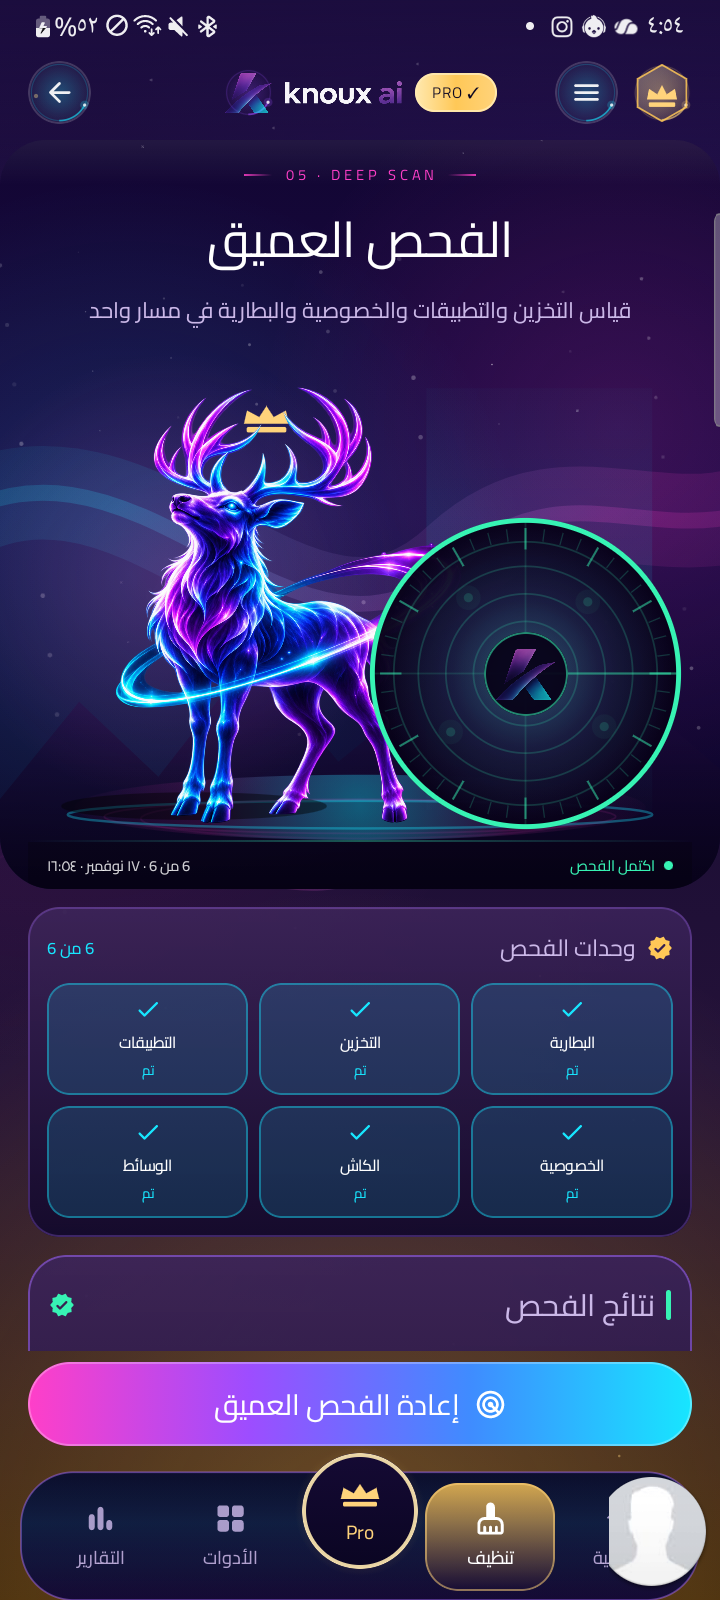 %٥٢
٤:٥٤
knoux ai
PRO ✓
05 · DEEP SCAN
الفحص العميق
قياس التخزين والتطبيقات والخصوصية والبطارية في مسار واحد
اكتمل الفحص
6 من 6 · ١٧ نوفمبر · ١٦:٥٤
وحدات الفحص
6 من 6
البطارية
تم
التخزين
تم
التطبيقات
تم
الخصوصية
تم
الكاش
تم
الوسائط
تم
نتائج الفحص
إعادة الفحص العميق
تنظيف
Pro
الأدوات
التقارير